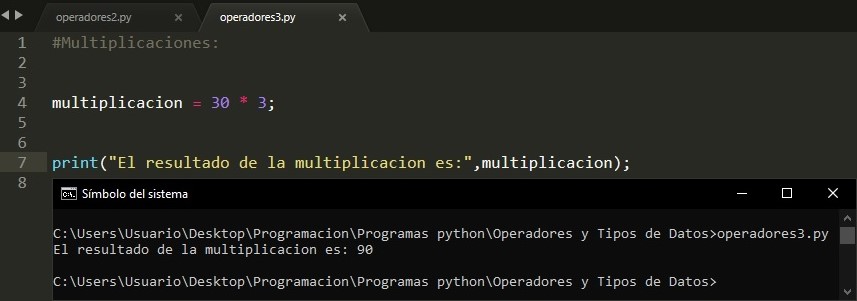 operadores2.py
operadores3.py
1 #Multiplicaciones:
2
3
4 multiplicacion = 30 * 3;
5
6
7 print("El resultado de la multiplicacion es:",multiplicacion);
8
Símbolo del sistema
C:\Users\Usuario\Desktop\Programacion\Programas python\Operadores y Tipos de Datos>operadores3.py
El resultado de la multiplicacion es: 90
C:\Users\Usuario\Desktop\Programacion\Programas python\Operadores y Tipos de Datos>